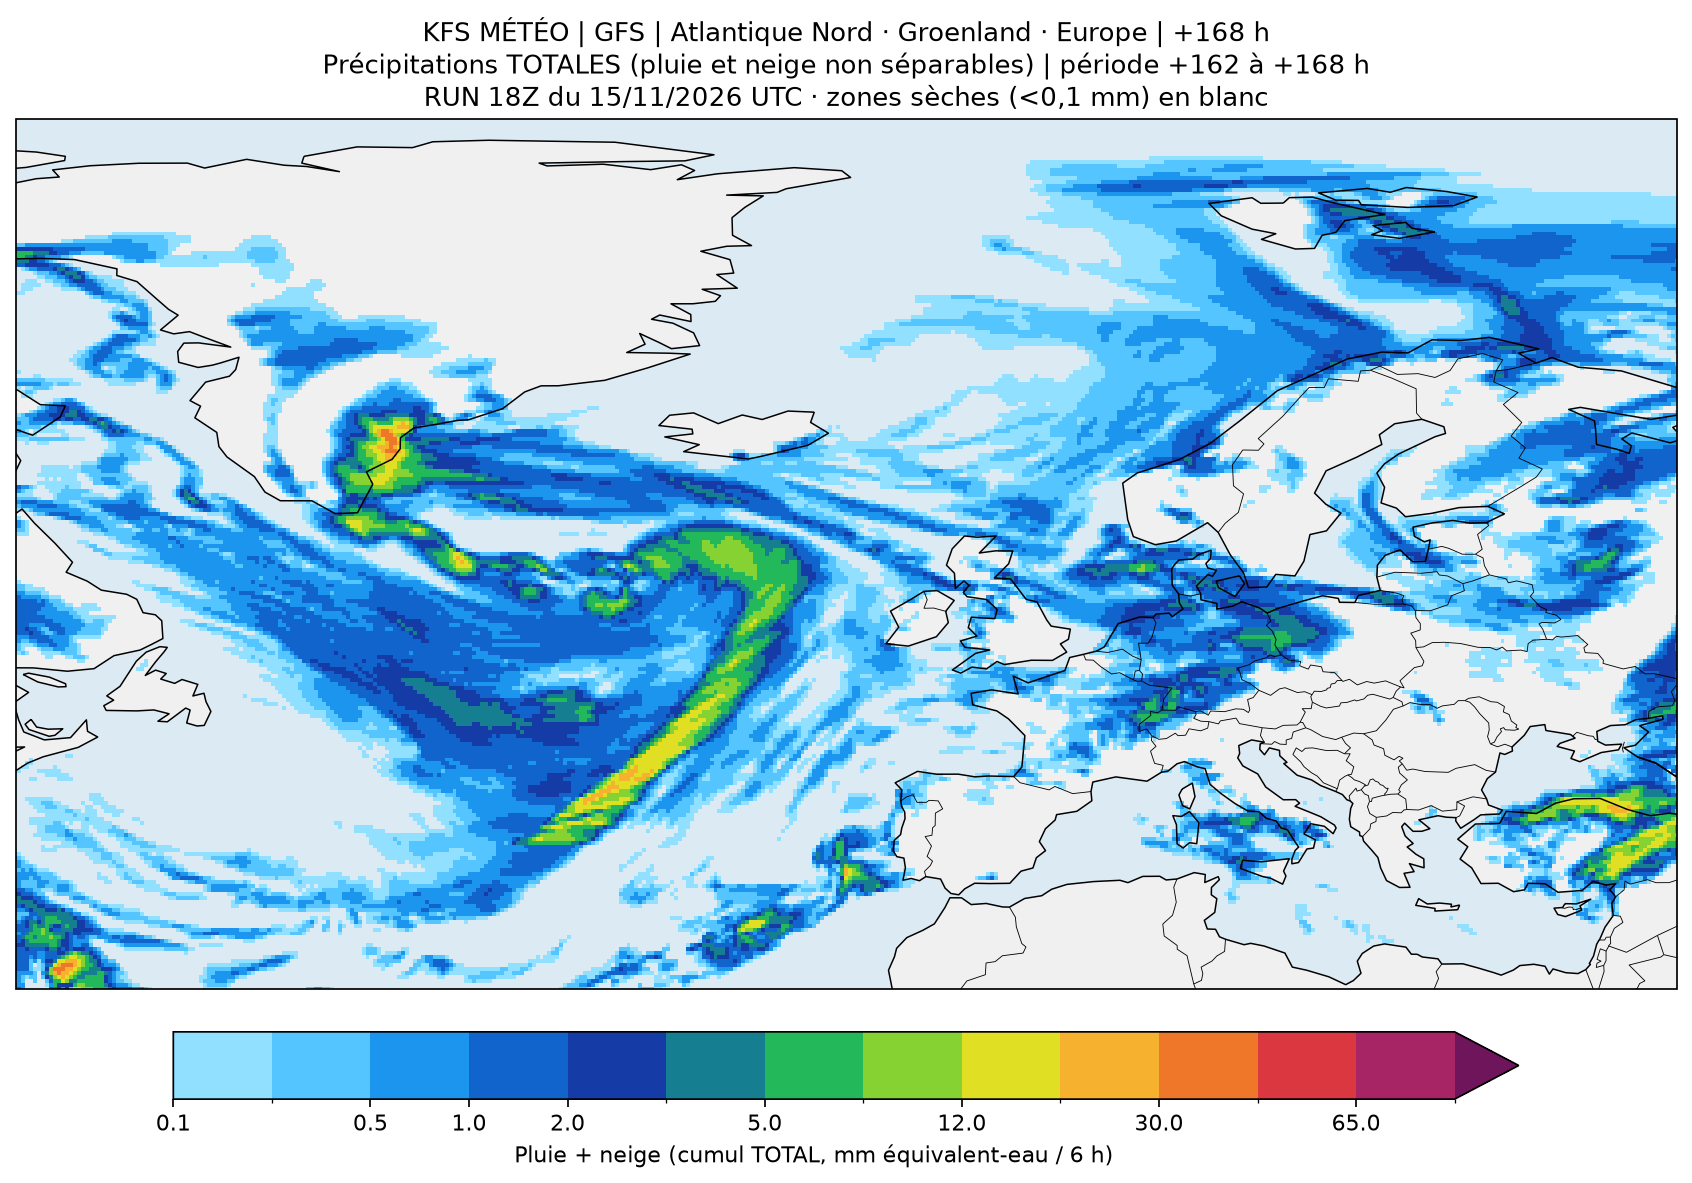 KFS MÉTÉO | GFS | Atlantique Nord · Groenland · Europe | +168 h
Précipitations TOTALES (pluie et neige non séparables) | période +162 à +168 h
RUN 18Z du 15/11/2026 UTC · zones sèches (<0,1 mm) en blanc
0.1 0.5 1.0 2.0 5.0 12.0 30.0 65.0
Pluie + neige (cumul TOTAL, mm équivalent-eau / 6 h)